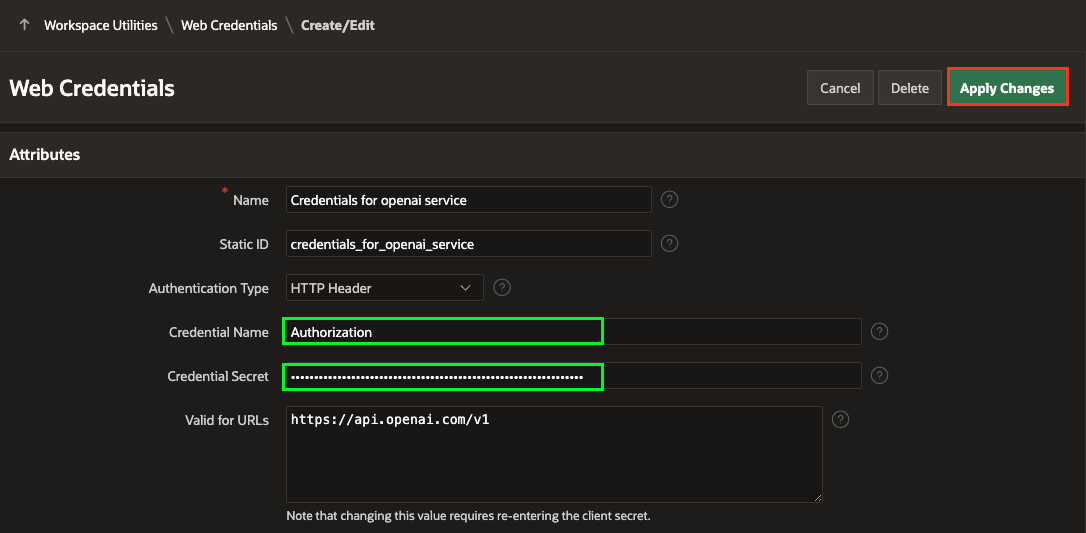 Workspace Utilities \ Web Credentials \ Create/Edit
Web Credentials
Cancel Delete Apply Changes
Attributes
* Name Credentials for openai service ?
Static ID credentials_for_openai_service ?
Authentication Type HTTP Header ?
Credential Name Authorization ?
Credential Secret ?
Valid for URLs https://api.openai.com/v1 ?
Note that changing this value requires re-entering the client secret.